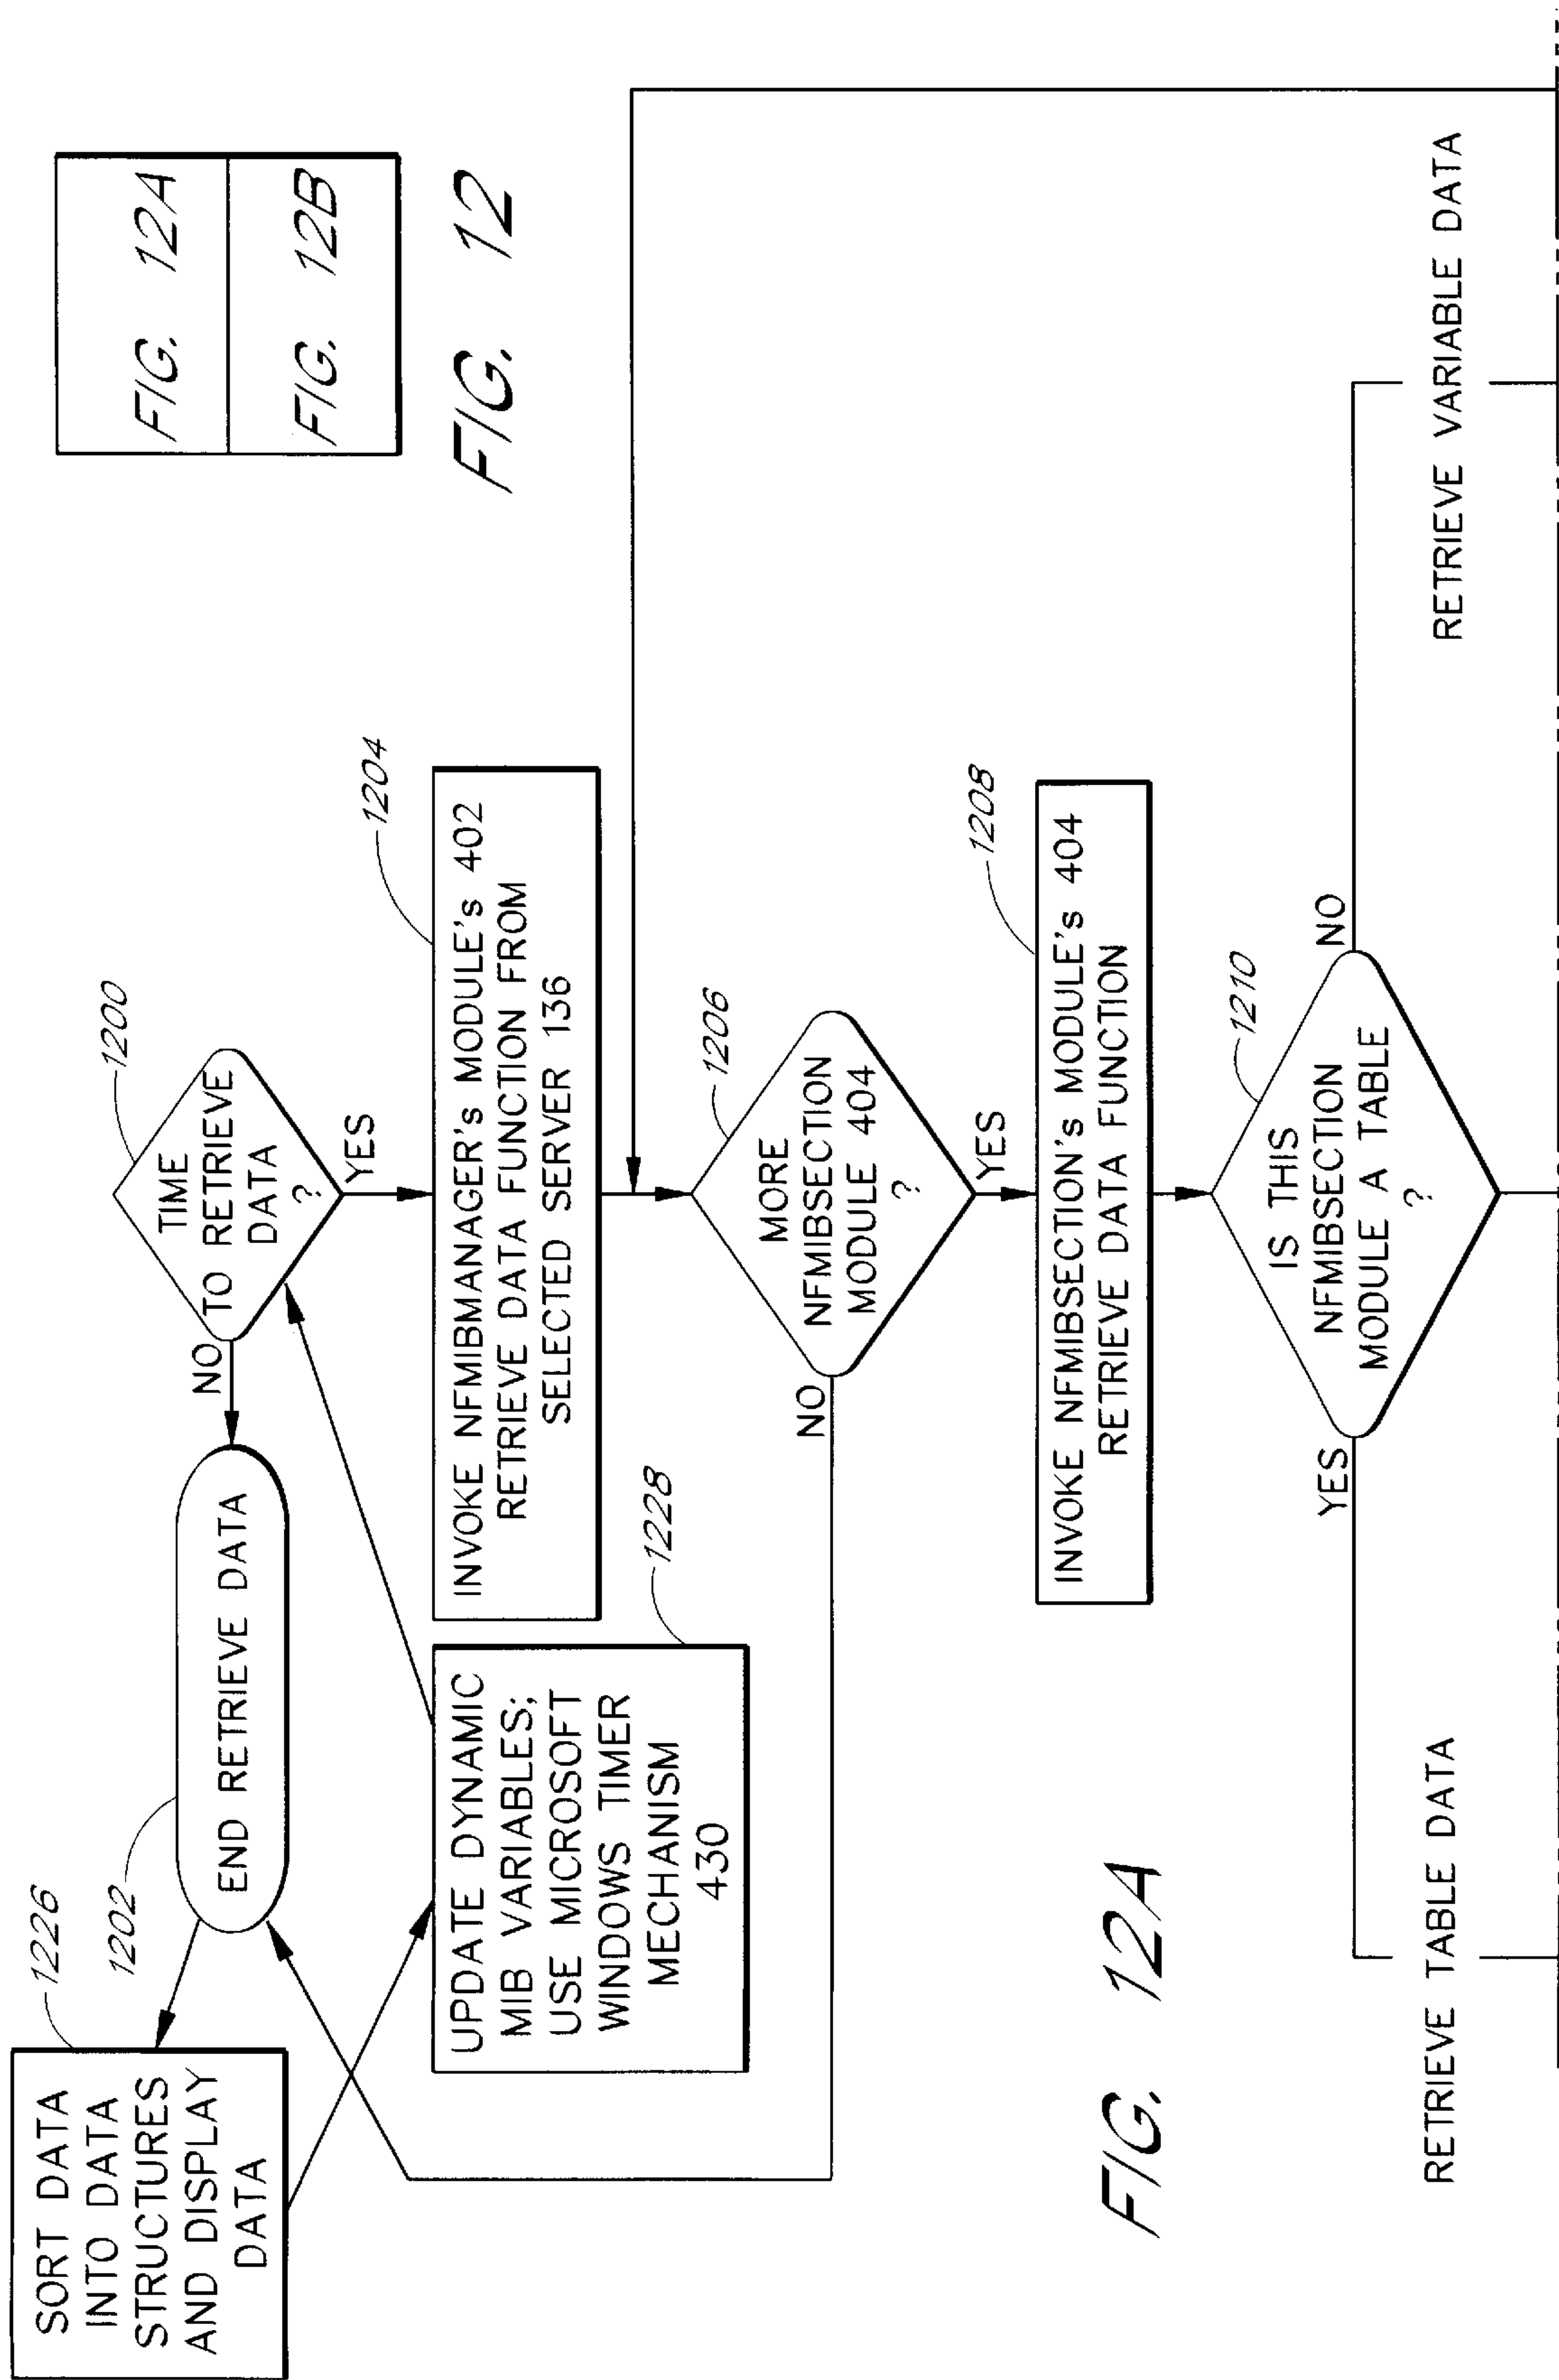 SORT DATA
INTO DATA
STRUCTURES
AND DISPLAY
DATA
1226
1202
END RETRIEVE DATA
NO
TIME
TO RETRIEVE
DATA
?
1200
YES
FIG. 12A
FIG. 12B
FIG. 12
UPDATE DYNAMIC
MIB VARIABLES;
USE MICROSOFT
WINDOWS TIMER
MECHANISM
430
1228
INVOKE NFMIBMANAGER's MODULE's 402
RETRIEVE DATA FUNCTION FROM
SELECTED SERVER 136
1204
NO
MORE
NFMIBSECTION
MODULE 404
?
1206
YES
INVOKE NFMIBSECTION's MODULE's 404
RETRIEVE DATA FUNCTION
1208
FIG. 12A
YES
IS THIS
NFMIBSECTION
MODULE A TABLE
?
1210
NO
RETRIEVE TABLE DATA
RETRIEVE VARIABLE DATA